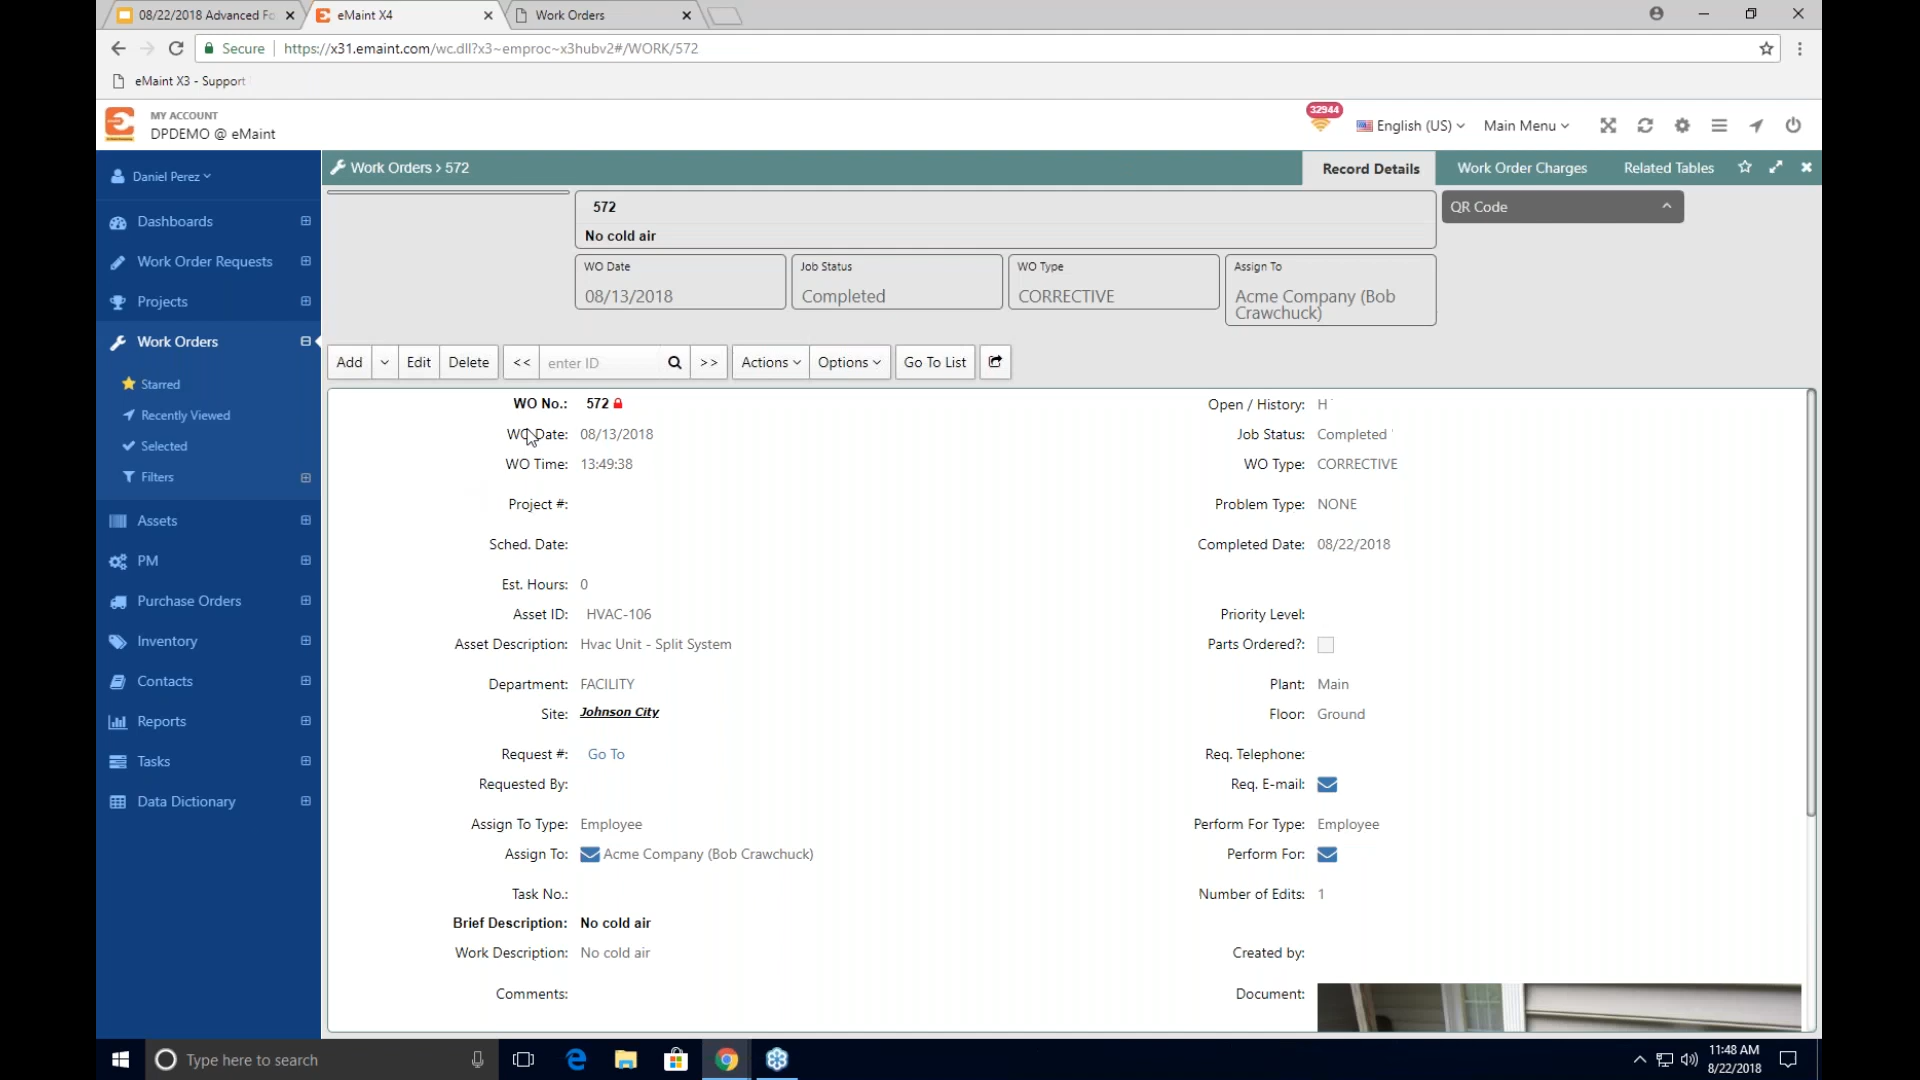 08/22/2018 Advanced Fo
eMaint X4
Work Orders
Secure
https://x31.emaint.com/wc.dll?x3~emproc~x3hubv2#/WORK/572
eMaint X3 - Support
MY ACCOUNT
DPDEMO @ eMaint
32944
English (US)
Main Menu
Daniel Perez
Dashboards
Work Order Requests
Projects
Work Orders
Starred
Recently Viewed
Selected
Filters
Assets
PM
Purchase Orders
Inventory
Contacts
Reports
Tasks
Data Dictionary
Work Orders > 572
Record Details
Work Order Charges
Related Tables
572
No cold air
QR Code
WO Date
08/13/2018
Job Status
Completed
WO Type
CORRECTIVE
Assign To
Acme Company (Bob
Crawchuck)
Add
Edit
Delete
<<
enter ID
>>
Actions
Options
Go To List
WO No.: 572
Open / History: H
WO Date: 08/13/2018
Job Status: Completed
WO Time: 13:49:38
WO Type: CORRECTIVE
Project #:
Problem Type: NONE
Sched. Date:
Completed Date: 08/22/2018
Est. Hours: 0
Asset ID: HVAC-106
Priority Level:
Asset Description: Hvac Unit - Split System
Parts Ordered?:
Department: FACILITY
Plant: Main
Site: Johnson City
Floor: Ground
Request #: Go To
Req. Telephone:
Requested By:
Req. E-mail:
Assign To Type: Employee
Perform For Type: Employee
Assign To: Acme Company (Bob Crawchuck)
Perform For:
Task No.:
Number of Edits: 1
Brief Description: No cold air
Work Description: No cold air
Created by:
Comments:
Document:
Type here to search
11:48 AM
8/22/2018